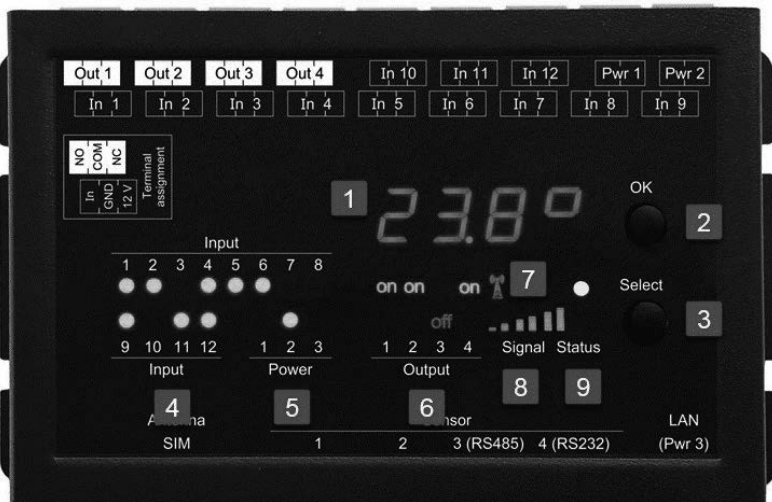 Out 1 Out 2 Out 3 Out 4 In 10 In 11 In 12 Pwr 1 Pwr 2
In 1 In 2 In 3 In 4 In 5 In 6 In 7 In 8 In 9
NO COM NC
In GND 12 V
Terminal assignment
1 23.8° OK
2
Input
1 2 3 4 5 6 7 8
on on on 7 Select
off 3
9 10 11 12 1 2 3 1 2 3 4 Signal Status
Input Power Output
4 5 6 8 9
Antenna Sensor LAN
SIM 1 2 3 (RS485) 4 (RS232) (Pwr 3)